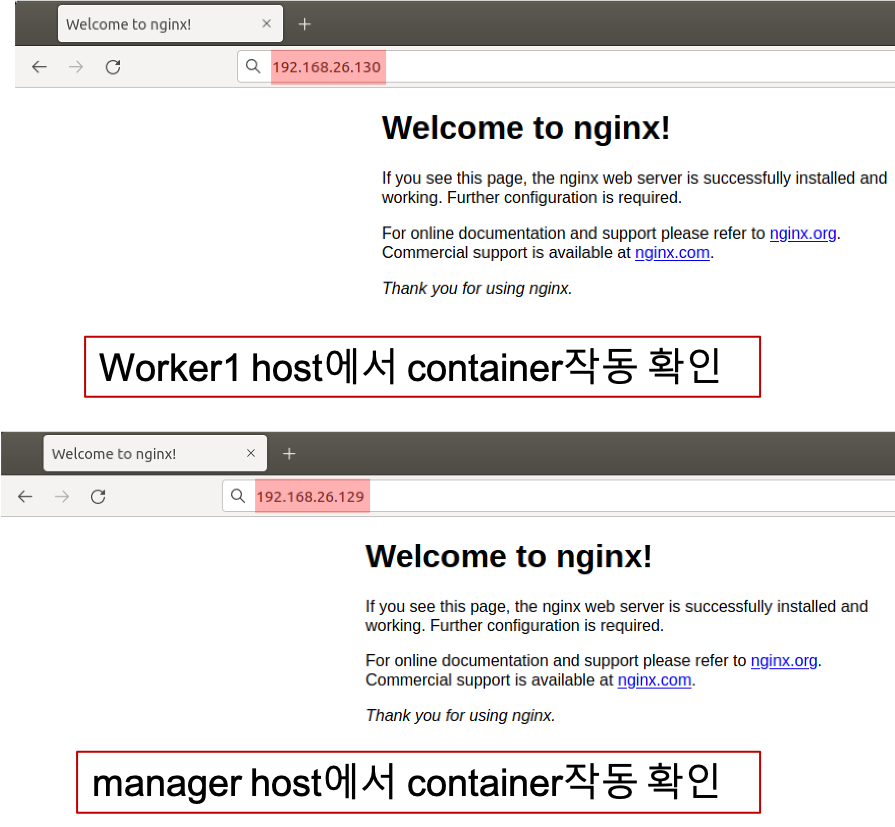 Welcome to nginx!
192.168.26.130
Welcome to nginx!
If you see this page, the nginx web server is successfully installed and
working. Further configuration is required.
For online documentation and support please refer to nginx.org.
Commercial support is available at nginx.com.
Thank you for using nginx.
Worker1 host에서 container작동 확인
Welcome to nginx!
192.168.26.129
Welcome to nginx!
If you see this page, the nginx web server is successfully installed and
working. Further configuration is required.
For online documentation and support please refer to nginx.org.
Commercial support is available at nginx.com.
Thank you for using nginx.
manager host에서 container작동 확인